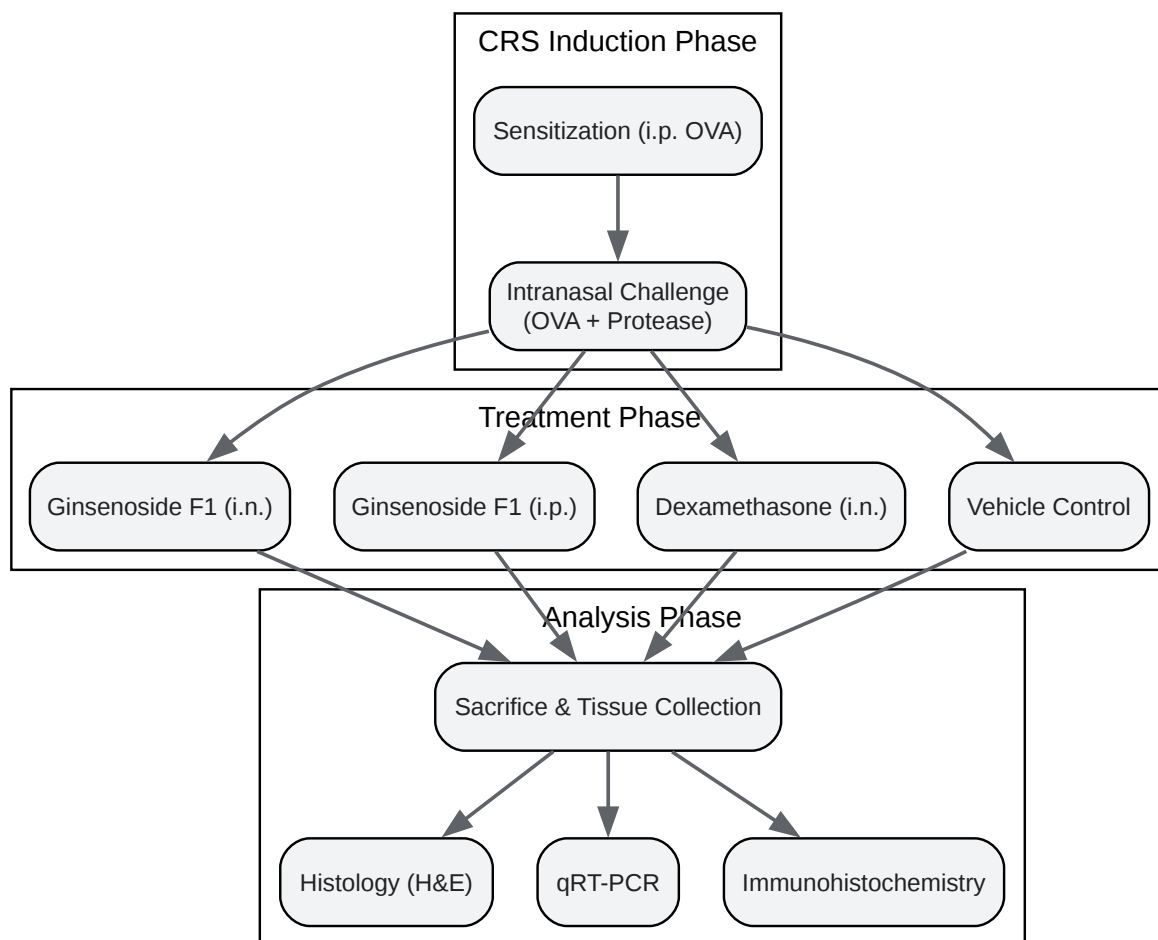 CRS Induction Phase
Sensitization (i.p. OVA)
Intranasal Challenge
(OVA + Protease)
Treatment Phase
Ginsenoside F1 (i.n.)
Ginsenoside F1 (i.p.)
Dexamethasone (i.n.)
Vehicle Control
Analysis Phase
Sacrifice & Tissue Collection
Histology (H&E)
qRT-PCR
Immunohistochemistry